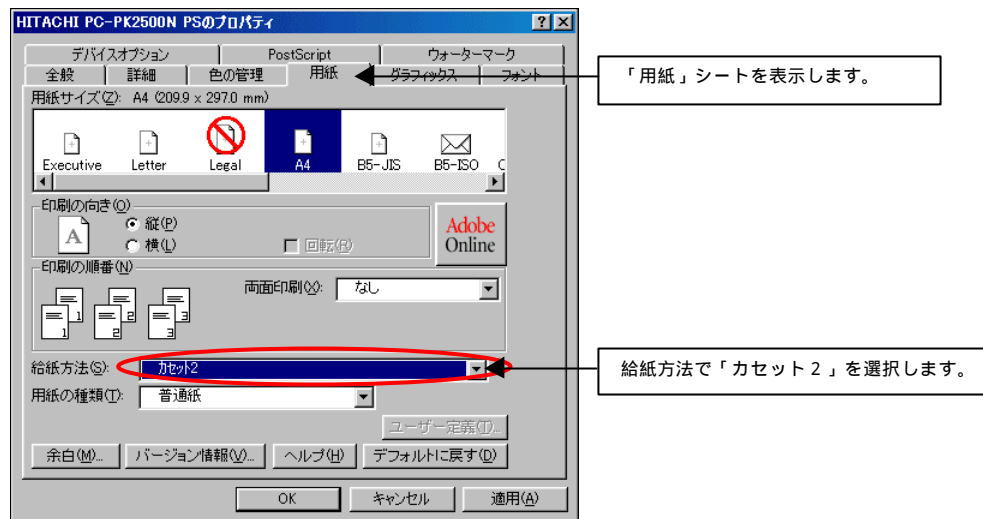 HITACHI PC-PK2500N PSのプロパティ
デバイスオプション PostScript ウォーターマーク
全般 詳細 色の管理 用紙 グラフィックス フォント
「用紙」シートを表示します。
用紙サイズ(Z): A4 (209.9 x 297.0 mm)
Executive Letter Legal A4 B5-JIS B5-ISO C
印刷の向き(O)
A 縦(P)
横(L) 回転(R)
Adobe
Online
印刷の順番(N)
両面印刷(X): なし
1 2 3
1 2 3
給紙方法(S): カセット2
給紙方法で「カセット2」を選択します。
用紙の種類(T): 普通紙
ユーザー定義(T)...
余白(M)... バージョン情報(V)... ヘルプ(H) デフォルトに戻す(D)
OK キャンセル 適用(A)